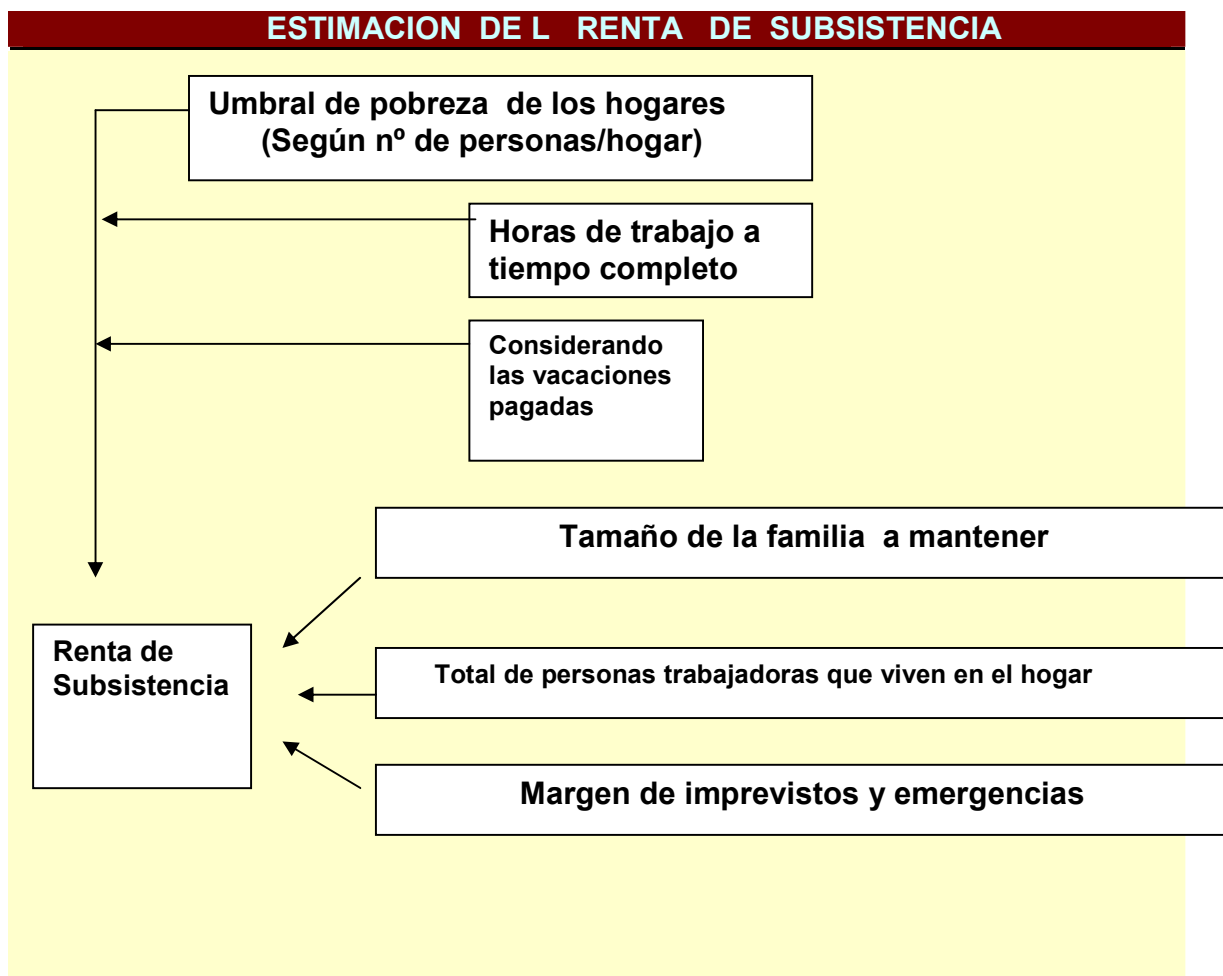 ESTIMACION DE L RENTA DE SUBSISTENCIA
Umbral de pobreza de los hogares
(Según nº de personas/hogar)
Horas de trabajo a
tiempo completo
Considerando
las vacaciones
pagadas
Tamaño de la familia a mantener
Renta de
Subsistencia
Total de personas trabajadoras que viven en el hogar
Margen de imprevistos y emergencias